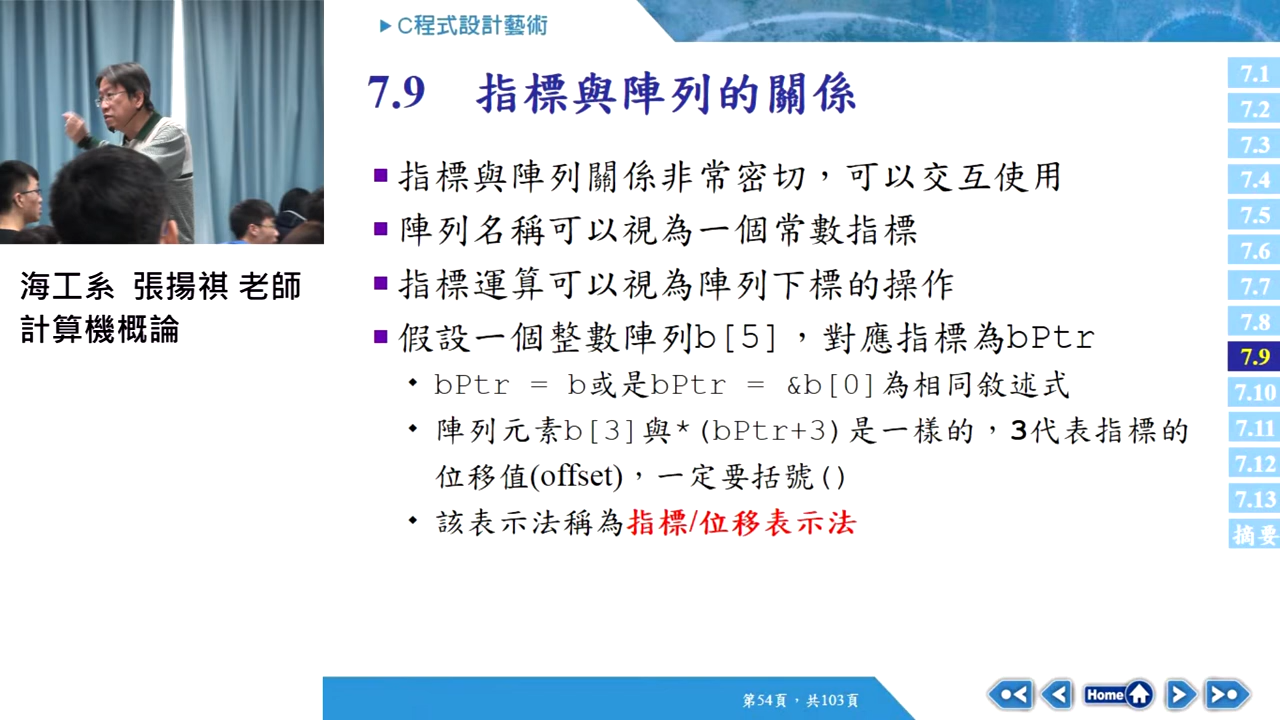 C程式設計藝術
7.9 指標與陣列的關係
指標與陣列關係非常密切，可以交互使用
陣列名稱可以視為一個常數指標
指標運算可以視為陣列下標的操作
假設一個整數陣列b[5]，對應指標為bPtr
bPtr = b或是bPtr = &b[0]為相同敘述式
陣列元素b[3]與*(bPtr+3)是一樣的，3代表指標的
位移值(offset)，一定要括號()
該表示法稱為指標/位移表示法
海工系 張揚祺 老師
計算機概論
7.1
7.2
7.3
7.4
7.5
7.6
7.7
7.8
7.9
7.10
7.11
7.12
7.13
摘要
第54頁，共103頁
Home